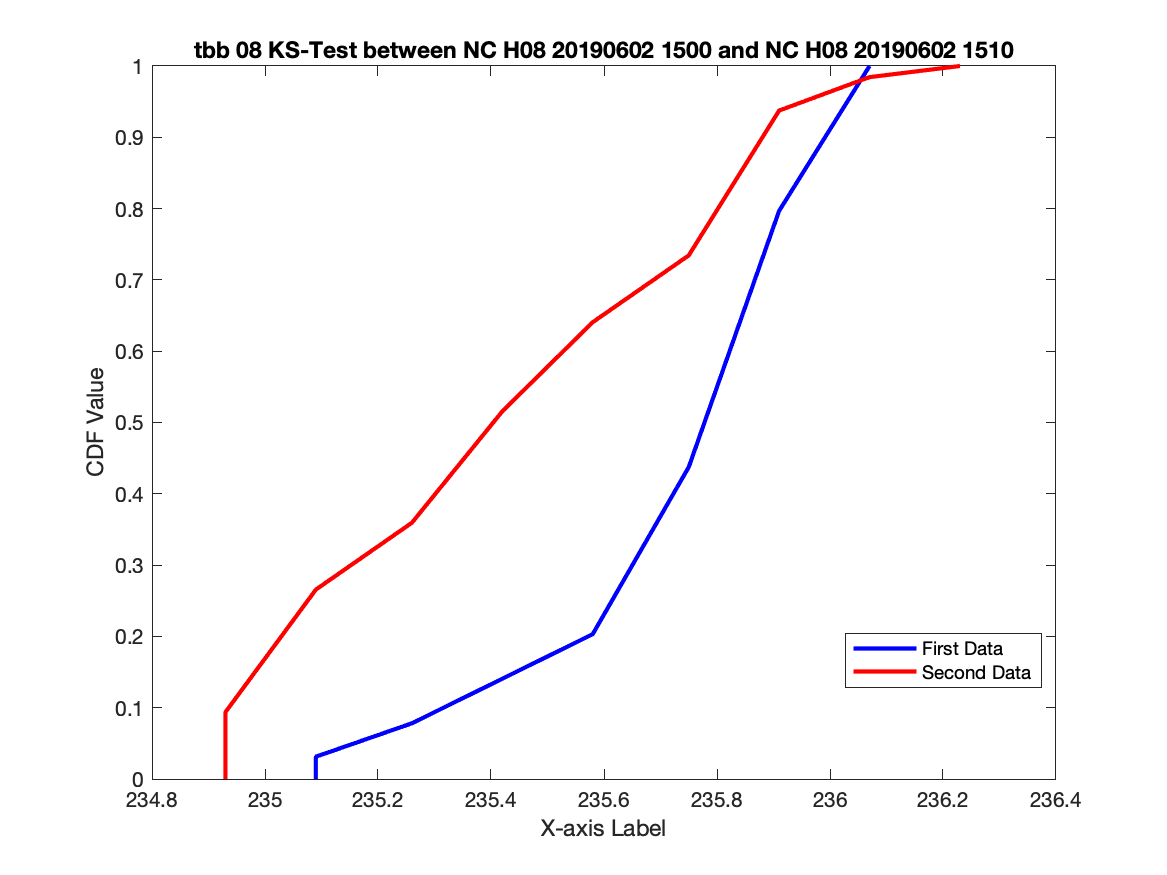 tbb 08 KS-Test between NC H08 20190602 1500 and NC H08 20190602 1510
1
0.9
0.8
0.7
0.6
0.5
0.4
0.3
0.2
0.1
0
CDF Value
First Data
Second Data
234.8 235 235.2 235.4 235.6 235.8 236 236.2 236.4
X-axis Label